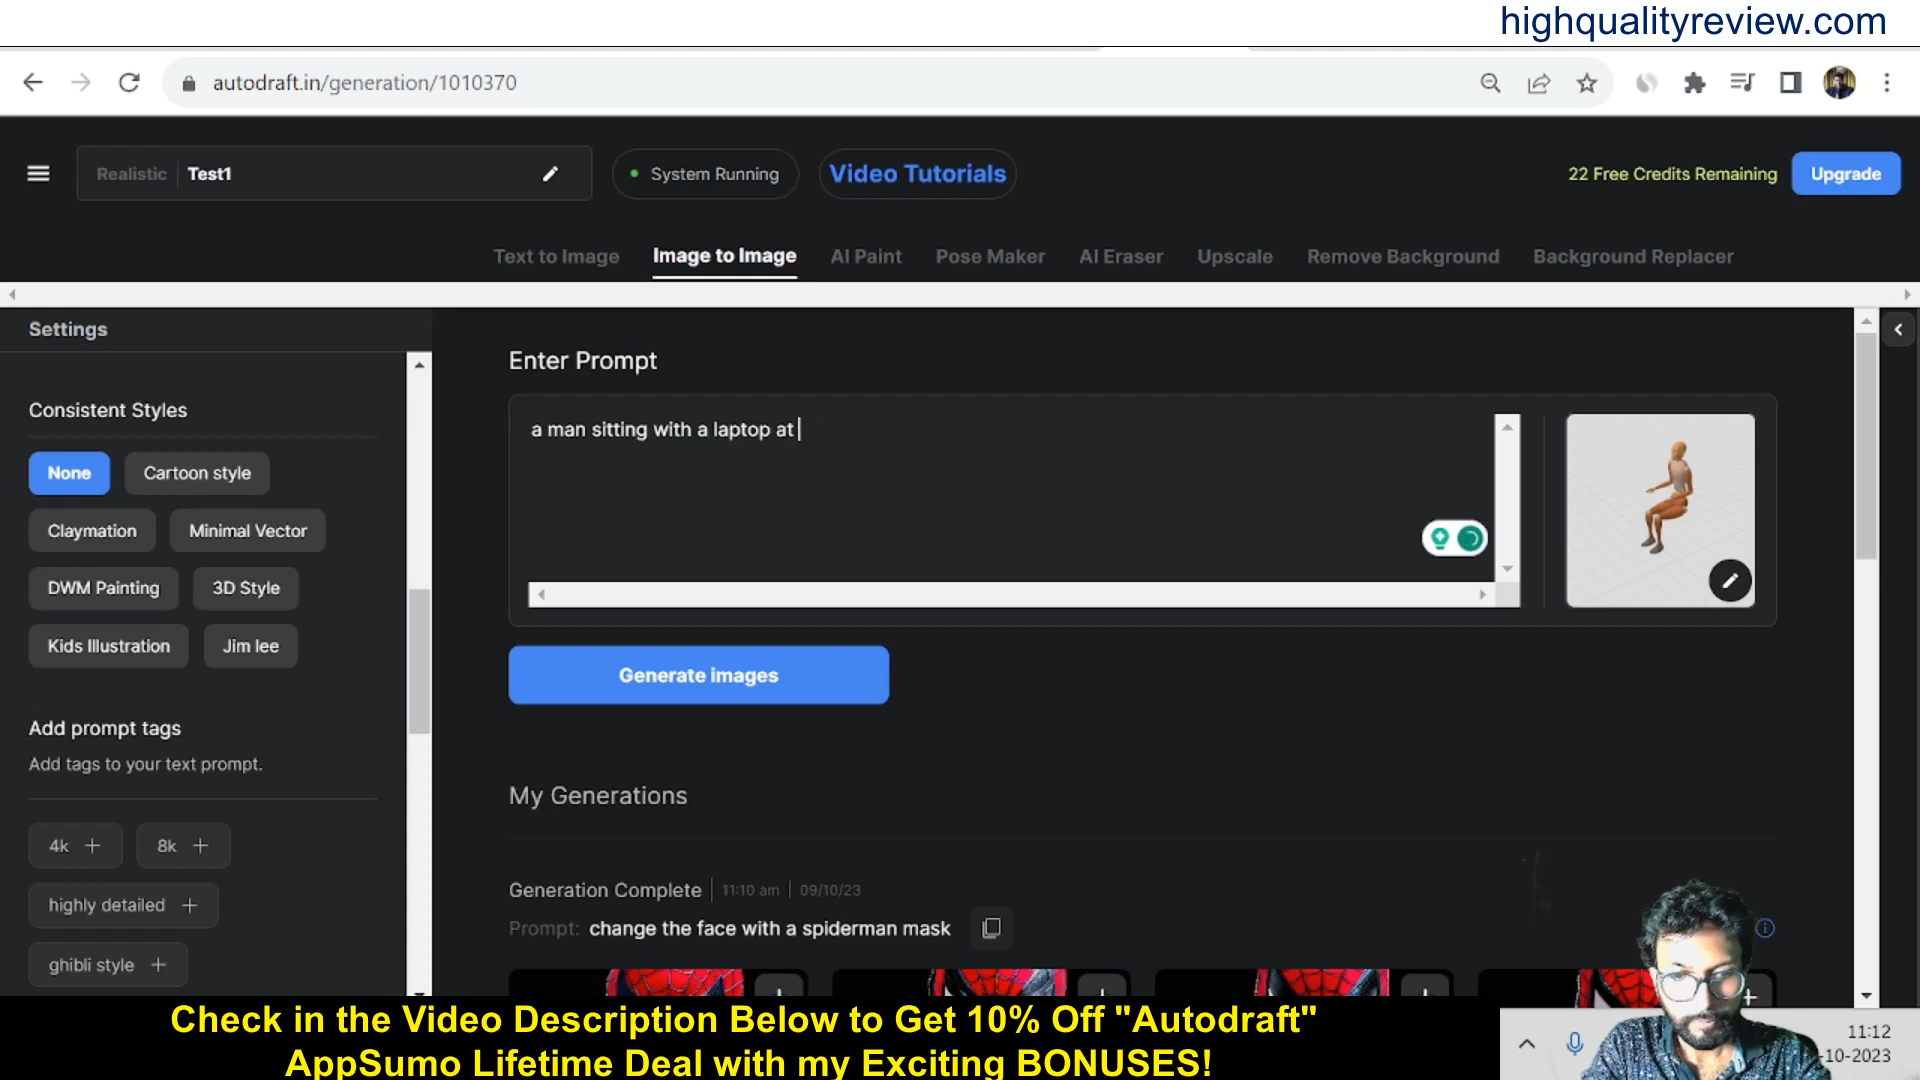 highqualityreview.com
autodraft.in/generation/1010370
Realistic Test1
System Running
Video Tutorials
22 Free Credits Remaining
Upgrade
Text to Image
Image to Image
AI Paint
Pose Maker
AI Eraser
Upscale
Remove Background
Background Replacer
Settings
Consistent Styles
None
Cartoon style
Claymation
Minimal Vector
DWM Painting
3D Style
Kids Illustration
Jim lee
Add prompt tags
Add tags to your text prompt.
4k +
8k +
highly detailed +
ghibli style +
Enter Prompt
a man sitting with a laptop at
Generate images
My Generations
Generation Complete
11:10 am
09/10/23
Prompt: change the face with a spiderman mask
Check in the Video Description Below to Get 10% Off "Autodraft"
AppSumo Lifetime Deal with my Exciting BONUSES!
11:12
-10-2023